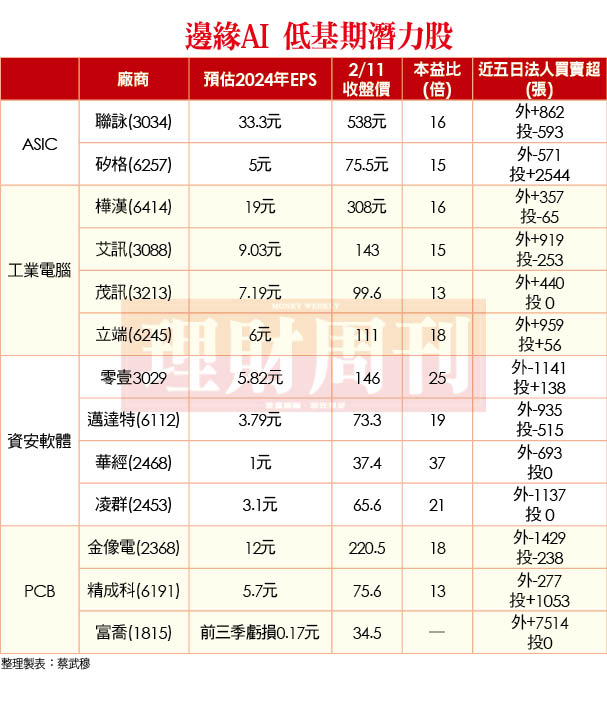 邊緣AI 低基期潛力股
廠商 預估2024年EPS 2/11 收盤價 本益比 (倍) 近五日法人買賣超 (張)
ASIC
聯詠(3034) 33.3元 538元 16 外+862 投-593
矽格(6257) 5元 75.5元 15 外-571 投+2544
工業電腦
樺漢(6414) 19元 308元 16 外+357 投-65
艾訊(3088) 9.03元 143 15 外+919 投-253
茂訊(3213) 7.19元 99.6 13 外+440 投 0
立端(6245) 6元 111 18 外+959 投+56
資安軟體
零壹3029 5.82元 146 25 外-1141 投+138
邁達特(6112) 3.79元 73.3 19 外-935 投-515
華經(2468) 1元 37.4 37 外-693 投0
凌群(2453) 3.1元 65.6 21 外-1137 投 0
PCB
金像電(2368) 12元 220.5 18 外-1429 投-238
精成科(6191) 5.7元 75.6 13 外-277 投+1053
富喬(1815) 前三季虧損0.17元 34.5 — 外+7514 投0
整理製表：蔡武穆
MONEY WEEKLY
理財周刊